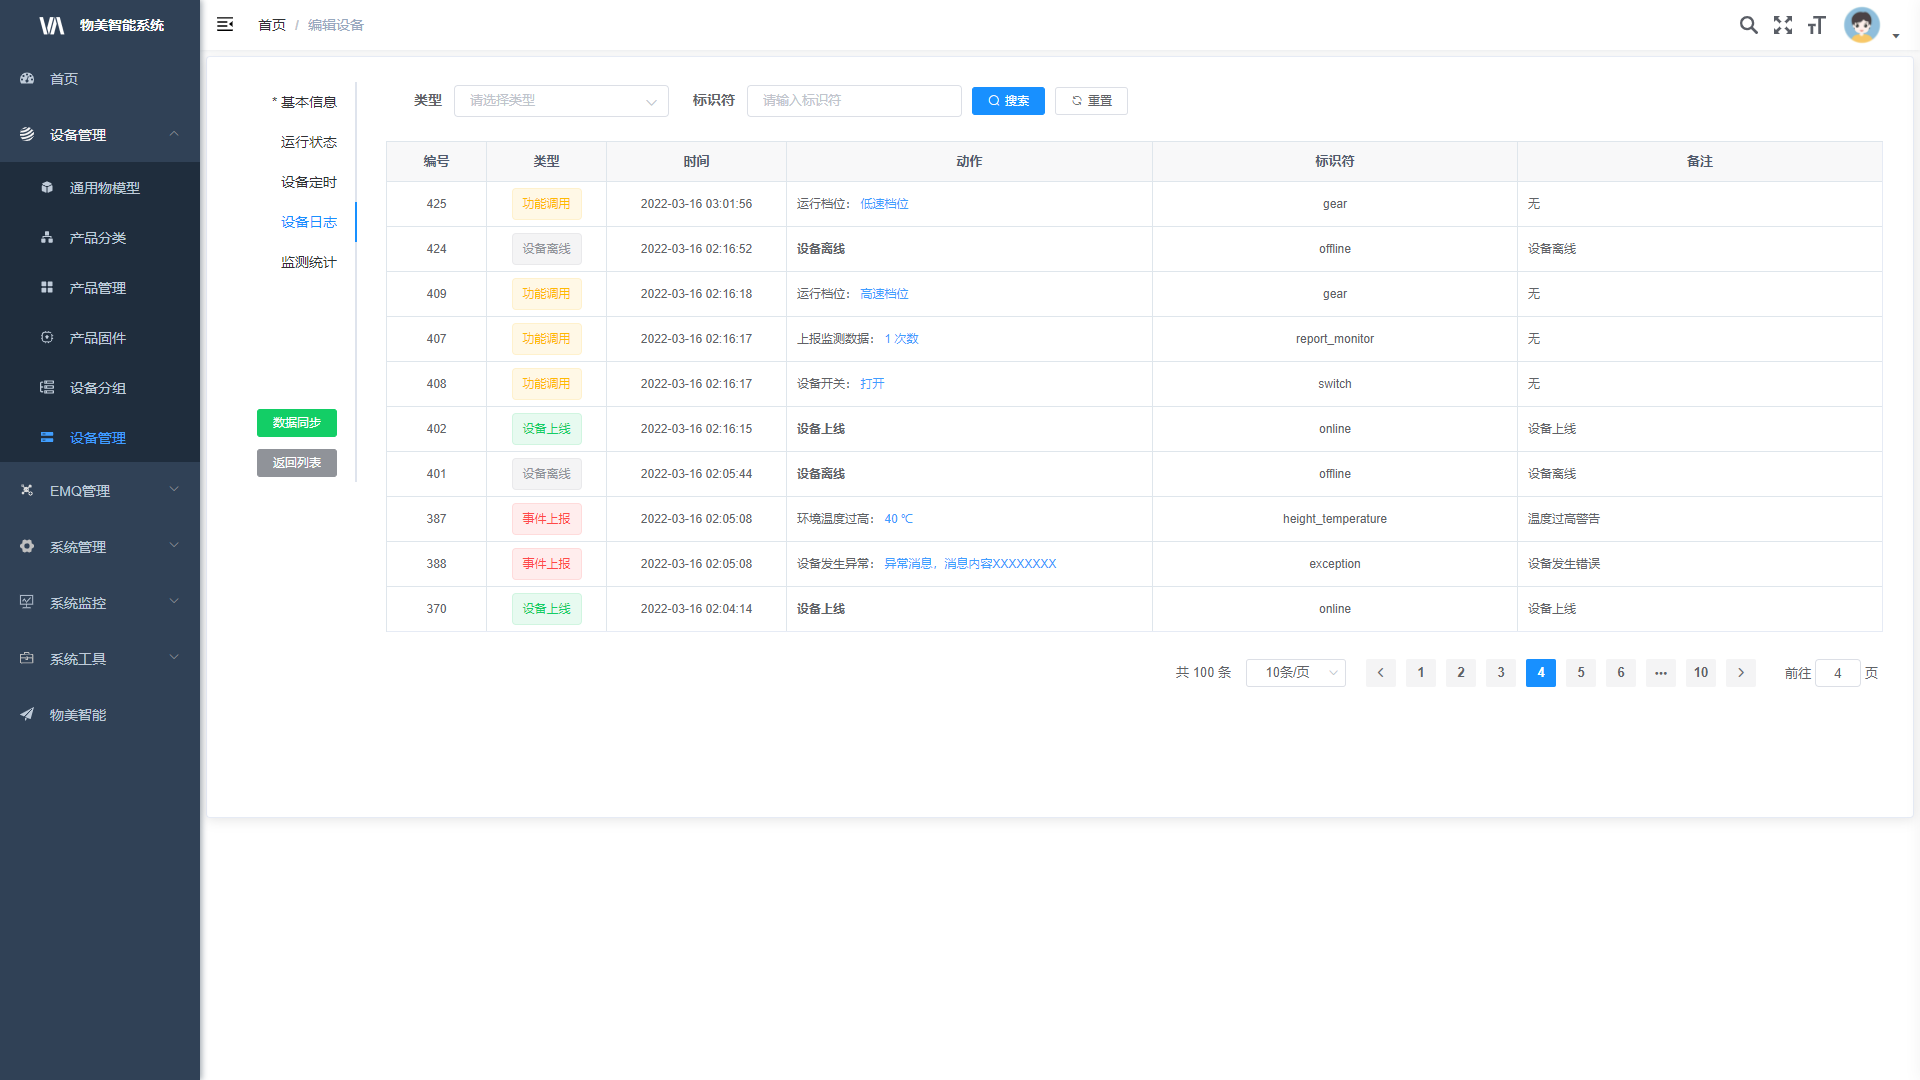 物美智能系统
首页
设备管理
通用物模型
产品分类
产品管理
产品固件
设备分组
设备管理
EMQ管理
系统管理
系统监控
系统工具
物美智能
首页 / 编辑设备
* 基本信息
运行状态
设备定时
设备日志
监测统计
数据同步
返回列表
类型 请选择类型 标识符 请输入标识符 搜索 重置
编号 类型 时间 动作 标识符 备注
425 功能调用 2022-03-16 03:01:56 运行档位： 低速档位 gear 无
424 设备离线 2022-03-16 02:16:52 设备离线 offline 设备离线
409 功能调用 2022-03-16 02:16:18 运行档位： 高速档位 gear 无
407 功能调用 2022-03-16 02:16:17 上报监测数据： 1 次数 report_monitor 无
408 功能调用 2022-03-16 02:16:17 设备开关： 打开 switch 无
402 设备上线 2022-03-16 02:16:15 设备上线 online 设备上线
401 设备离线 2022-03-16 02:05:44 设备离线 offline 设备离线
387 事件上报 2022-03-16 02:05:08 环境温度过高： 40 ℃ height_temperature 温度过高警告
388 事件上报 2022-03-16 02:05:08 设备发生异常： 异常消息，消息内容XXXXXXXX exception 设备发生错误
370 设备上线 2022-03-16 02:04:14 设备上线 online 设备上线
共 100 条 10条/页 1 2 3 4 5 6 ••• 10 前往 4 页